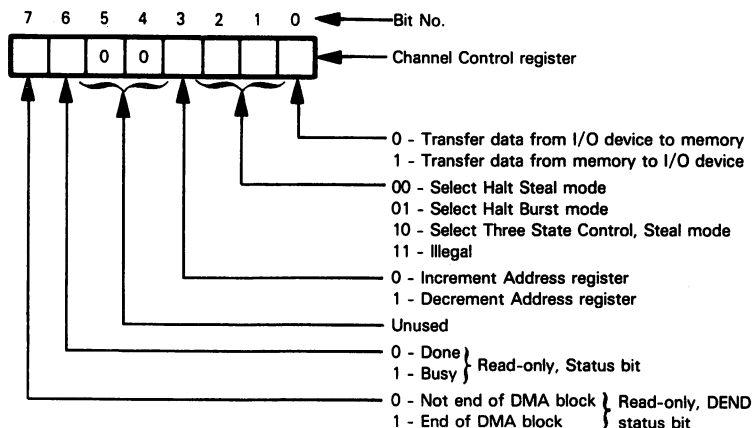 7 6 5 4 3 2 1 0 Bit No.
0 0 Channel Control register
0 - Transfer data from I/O device to memory
1 - Transfer data from memory to I/O device
00 - Select Halt Steal mode
01 - Select Halt Burst mode
10 - Select Three State Control, Steal mode
11 - Illegal
0 - Increment Address register
1 - Decrement Address register
Unused
0 - Done
1 - Busy
Read-only, Status bit
0 - Not end of DMA block
1 - End of DMA block
Read-only, DEND
status bit